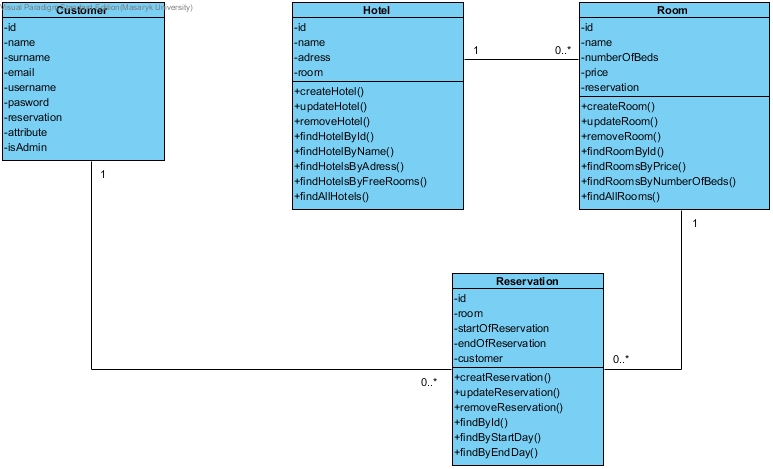 Visual Paradigm Standard Edition(Masaryk University)
Customer
-id
-name
-surname
-email
-username
-pasword
-reservation
-attribute
-isAdmin
1
Hotel
-id
-name
-adress
-room
+createHotel()
+updateHotel()
+removeHotel()
+findHotelById()
+findHotelByName()
+findHotelsByAdress()
+findHotelsByFreeRooms()
+findAllHotels()
1
0..*
Room
-id
-name
-numberOfBeds
-price
-reservation
+createRoom()
+updateRoom()
+removeRoom()
+findRoomById()
+findRoomsByPrice()
+findRoomsByNumberOfBeds()
+findAllRooms()
1
Reservation
-id
-room
-startOfReservation
-endOfReservation
-customer
+creatReservation()
+updateReservation()
+removeReservation()
+findById()
+findByStartDay()
+findByEndDay()
0..*
0..*